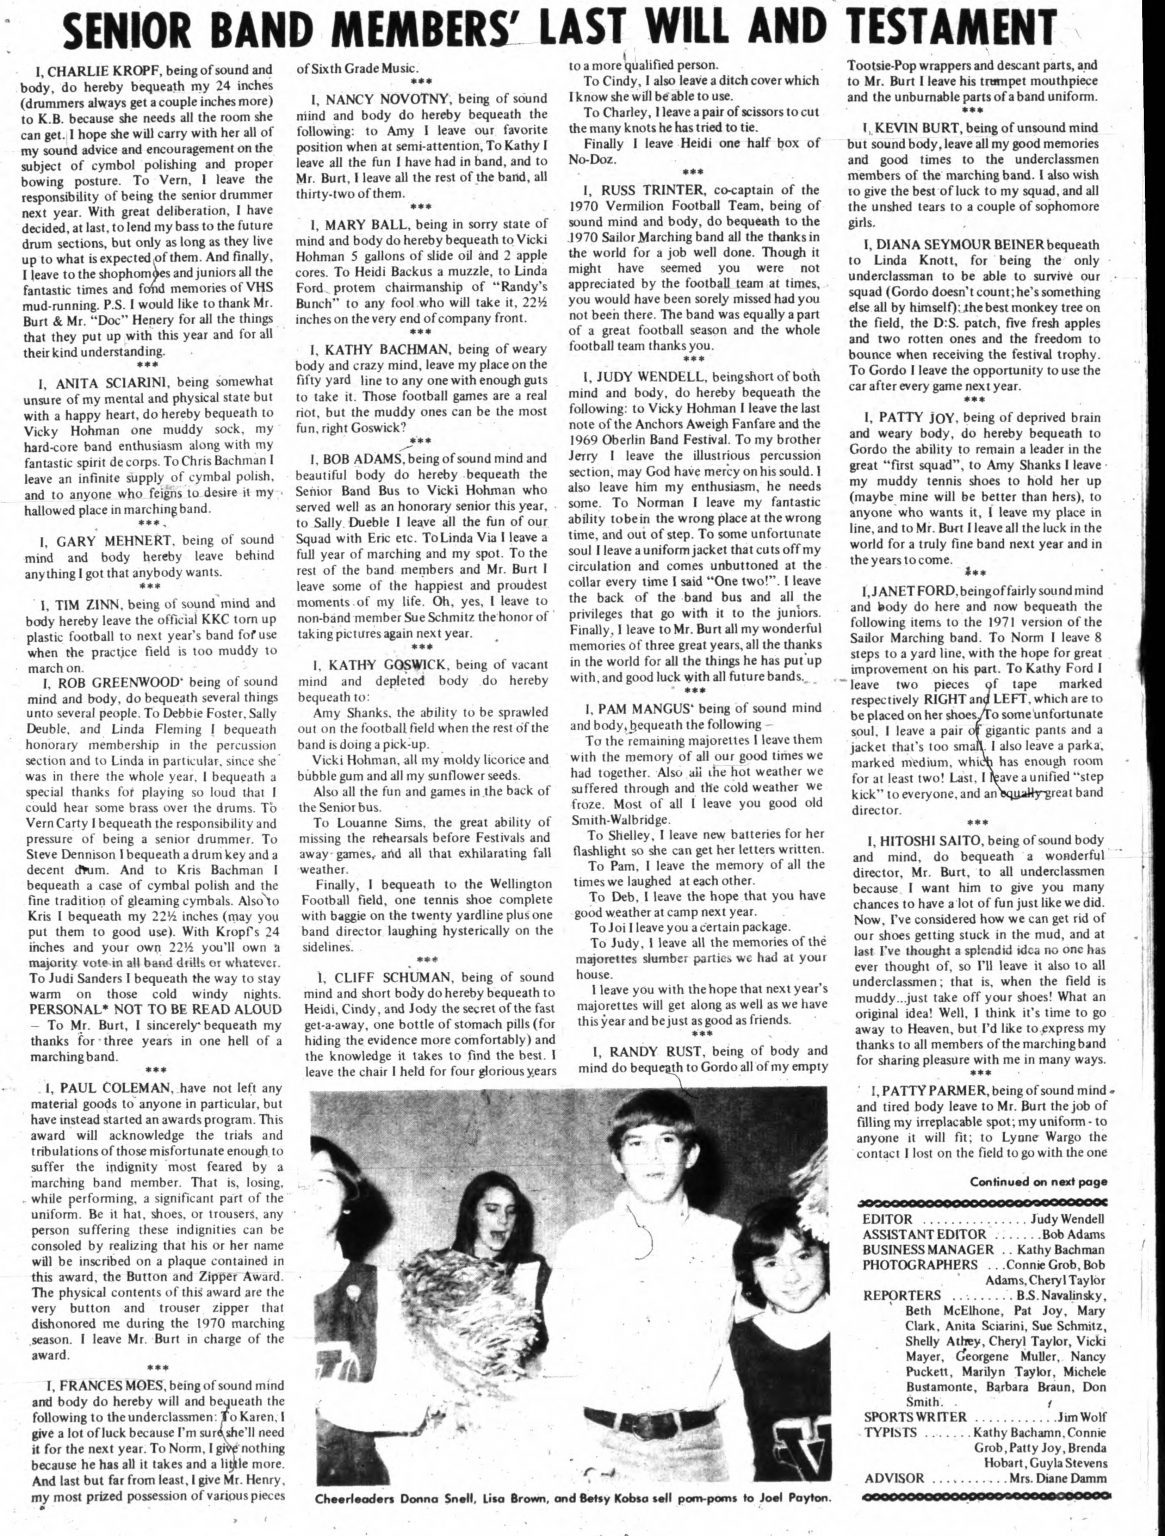 SENIOR BAND MEMBERS' LAST WILL AND TESTAMENT
I, CHARLIE KROPF, being of sound and
body, do hereby bequeath my 24 inches
(drummers always get a couple inches more)
to K.B. because she needs all the room she
can get. I hope she will carry with her all of
my sound advice and encouragement on the
subject of cymbol polishing and proper
bowing posture. To Vern, I leave the
responsibility of being the senior drummer
next year. With great deliberation, I have
decided, at last, to lend my bass to the future
drum sections, but only as long as they live
up to what is expected of them. And finally,
I leave to the shophomores and juniors all the
fantastic times and fond memories of VHS
mud-running. P.S. I would like to thank Mr.
Burt & Mr. "Doc" Henery for all the things
that they put up with this year and for all
their kind understanding.
***
I, ANITA SCIARINI, being somewhat
unsure of my mental and physical state but
with a happy heart, do hereby bequeath to
Vicky Hohman one muddy sock, my
hard-core band enthusiasm along with my
fantastic spirit de corps. To Chris Bachman I
leave an infinite supply of cymbal polish,
and to anyone who feigns to desire it my
hallowed place in marching band.
***
I, GARY MEHNERT, being of sound
mind and body hereby leave behind
anything I got that anybody wants.
***
I, TIM ZINN, being of sound mind and
body hereby leave the official KKC torn up
plastic football to next year's band for use
when the practice field is too muddy to
march on.
I, ROB GREENWOOD' being of sound
mind and body, do bequeath several things
unto several people. To Debbie Foster, Sally
Deuble, and Linda Fleming I bequeath
honorary membership in the percussion
section and to Linda in particular, since she
was in there the whole year, I bequeath a
special thanks for playing so loud that I
could hear some brass over the drums. To
Vern Carty I bequeath the responsibility and
pressure of being a senior drummer. To
Steve Dennison I bequeath a drum key and a
decent drum. And to Kris Bachman I
bequeath a case of cymbal polish and the
fine tradition of gleaming cymbals. Also to
Kris I bequeath my 22½ inches (may you
put them to good use). With Kropf's 24
inches and your own 22½ you'll own a
majority vote in all band drills or whatever.
To Judi Sanders I bequeath the way to stay
warm on those cold windy nights.
PERSONAL* NOT TO BE READ ALOUD
— To Mr. Burt, I sincerely bequeath my
thanks for three years in one hell of a
marching band.
***
I, PAUL COLEMAN, have not left any
material goods to anyone in particular, but
have instead started an awards program. This
award will acknowledge the trials and
tribulations of those misfortunate enough to
suffer the indignity most feared by a
marching band member. That is, losing,
while performing, a significant part of the
uniform. Be it hat, shoes, or trousers, any
person suffering these indignities can be
consoled by realizing that his or her name
will be inscribed on a plaque contained in
this award, the Button and Zipper Award.
The physical contents of this award are the
very button and trouser zipper that
dishonored me during the 1970 marching
season. I leave Mr. Burt in charge of the
award.
***
I, FRANCES MOES, being of sound mind
and body do hereby will and bequeath the
following to the underclassmen: To Karen, I
give a lot of luck because I'm sure she'll need
it for the next year. To Norm, I give nothing
because he has all it takes and a little more.
And last but far from least, I give Mr. Henry,
my most prized possession of various pieces
of Sixth Grade Music.
***
I, NANCY NOVOTNY, being of sound
mind and body do hereby bequeath the
following: to Amy I leave our favorite
position when at semi-attention, To Kathy I
leave all the fun I have had in band, and to
Mr. Burt, I leave all the rest of the band, all
thirty-two of them.
***
I, MARY BALL, being in sorry state of
mind and body do hereby bequeath to Vicki
Hohman 5 gallons of slide oil and 2 apple
cores. To Heidi Backus a muzzle, to Linda
Ford protem chairmanship of "Randy's
Bunch" to any fool who will take it, 22½
inches on the very end of company front.
***
I, KATHY BACHMAN, being of weary
body and crazy mind, leave my place on the
fifty yard line to any one with enough guts
to take it. Those football games are a real
riot, but the muddy ones can be the most
fun, right Goswick?
***
I, BOB ADAMS, being of sound mind and
beautiful body do hereby bequeath the
Senior Band Bus to Vicki Hohman who
served well as an honorary senior this year,
to Sally Dueble I leave all the fun of our
Squad with Eric etc. To Linda Via I leave a
full year of marching and my spot. To the
rest of the band members and Mr. Burt I
leave some of the happiest and proudest
moments of my life. Oh, yes, I leave to
non-band member Sue Schmitz the honor of
taking pictures again next year.
***
I, KATHY GOSWICK, being of vacant
mind and depleted body do hereby
bequeath to:
Amy Shanks, the ability to be sprawled
out on the football field when the rest of the
band is doing a pick-up.
Vicki Hohman, all my moldy licorice and
bubble gum and all my sunflower seeds.
Also all the fun and games in the back of
the Senior bus.
To Louanne Sims, the great ability of
missing the rehearsals before Festivals and
away games, and all that exhilarating fall
weather.
Finally, I bequeath to the Wellington
Football field, one tennis shoe complete
with baggie on the twenty yardline plus one
band director laughing hysterically on the
sidelines.
***
I, CLIFF SCHUMAN, being of sound
mind and short body do hereby bequeath to
Heidi, Cindy, and Jody the secret of the fast
get-a-away, one bottle of stomach pills (for
hiding the evidence more comfortably) and
the knowledge it takes to find the best. I
leave the chair I held for four glorious years
to a more qualified person.
To Cindy, I also leave a ditch cover which
I know she will be able to use.
To Charley, I leave a pair of scissors to cut
the many knots he has tried to tie.
Finally I leave Heidi one half box of
No-Doz.
***
I, RUSS TRINTER, co-captain of the
1970 Vermilion Football Team, being of
sound mind and body, do bequeath to the
1970 Sailor Marching band all the thanks in
the world for a job well done. Though it
might have seemed you were not
appreciated by the football team at times,
you would have been sorely missed had you
not been there. The band was equally a part
of a great football season and the whole
football team thanks you.
***
I, JUDY WENDELL, being short of both
mind and body, do hereby bequeath the
following: to Vicky Hohman I leave the last
note of the Anchors Aweigh Fanfare and the
1969 Oberlin Band Festival. To my brother
Jerry I leave the illustrious percussion
section, may God have mercy on his sould. I
also leave him my enthusiasm, he needs
some. To Norman I leave my fantastic
ability to be in the wrong place at the wrong
time, and out of step. To some unfortunate
soul I leave a uniform jacket that cuts off my
circulation and comes unbuttoned at the
collar every time I said "One two!". I leave
the back of the band bus and all the
privileges that go with it to the juniors.
Finally, I leave to Mr. Burt all my wonderful
memories of three great years, all the thanks
in the world for all the things he has put up
with, and good luck with all future bands.
***
I, PAM MANGUS' being of sound mind
and body, bequeath the following —
To the remaining majorettes I leave them
with the memory of all our good times we
had together. Also all the hot weather we
suffered through and the cold weather we
froze. Most of all I leave you good old
Smith-Walbridge.
To Shelley, I leave new batteries for her
flashlight so she can get her letters written.
To Pam, I leave the memory of all the
times we laughed at each other.
To Deb, I leave the hope that you have
good weather at camp next year.
To Joi I leave you a certain package.
To Judy, I leave all the memories of the
majorettes slumber parties we had at your
house.
I leave you with the hope that next year's
majorettes will get along as well as we have
this year and be just as good as friends.
***
I, RANDY RUST, being of body and
mind do bequeath to Gordo all of my empty
Tootsie-Pop wrappers and descant parts, and
to Mr. Burt I leave his trumpet mouthpiece
and the unburnable parts of a band uniform.
***
I, KEVIN BURT, being of unsound mind
but sound body, leave all my good memories
and good times to the underclassmen
members of the marching band. I also wish
to give the best of luck to my squad, and all
the unshed tears to a couple of sophomore
girls.
I, DIANA SEYMOUR BEINER bequeath
to Linda Knott, for being the only
underclassman to be able to survive our
squad (Gordo doesn't count; he's something
else all by himself); the best monkey tree on
the field, the D.S. patch, five fresh apples
and two rotten ones and the freedom to
bounce when receiving the festival trophy.
To Gordo I leave the opportunity to use the
car after every game next year.
***
I, PATTY JOY, being of deprived brain
and weary body, do hereby bequeath to
Gordo the ability to remain a leader in the
great "first squad", to Amy Shanks I leave
my muddy tennis shoes to hold her up
(maybe mine will be better than hers), to
anyone who wants it, I leave my place in
line, and to Mr. Burt I leave all the luck in the
world for a truly fine band next year and in
the years to come.
***
I, JANET FORD, being of fairly sound mind
and body do here and now bequeath the
following items to the 1971 version of the
Sailor Marching band. To Norm I leave 8
steps to a yard line, with the hope for great
improvement on his part. To Kathy Ford I
leave two pieces of tape marked
respectively RIGHT and LEFT, which are to
be placed on her shoes. To some unfortunate
soul, I leave a pair of gigantic pants and a
jacket that's too small. I also leave a parka,
marked medium, which has enough room
for at least two! Last, I leave a unified "step
kick" to everyone, and an equally great band
director.
***
I, HITOSHI SAITO, being of sound body
and mind, do bequeath a wonderful
director, Mr. Burt, to all underclassmen
because I want him to give you many
chances to have a lot of fun just like we did.
Now, I've considered how we can get rid of
our shoes getting stuck in the mud, and at
last I've thought a splendid idea no one has
ever thought of, so I'll leave it also to all
underclassmen; that is, when the field is
muddy...just take off your shoes! What an
original idea! Well, I think it's time to go
away to Heaven, but I'd like to express my
thanks to all members of the marching band
for sharing pleasure with me in many ways.
***
I, PATTY PARMER, being of sound mind
and tired body leave to Mr. Burt the job of
filling my irreplacable spot; my uniform - to
anyone it will fit; to Lynne Wargo the
contact I lost on the field to go with the one
Continued on next page
EDITOR ............... Judy Wendell
ASSISTANT EDITOR ....... Bob Adams
BUSINESS MANAGER .. Kathy Bachman
PHOTOGRAPHERS ... Connie Grob, Bob
Adams, Cheryl Taylor
REPORTERS ......... B.S. Navalinsky,
Beth McElhone, Pat Joy, Mary
Clark, Anita Sciarini, Sue Schmitz,
Shelly Athey, Cheryl Taylor, Vicki
Mayer, Georgene Muller, Nancy
Puckett, Marilyn Taylor, Michele
Bustamonte, Barbara Braun, Don
Smith.
SPORTS WRITER ............ Jim Wolf
TYPISTS ....... Kathy Bachamn, Connie
Grob, Patty Joy, Brenda
Hobart, Guyla Stevens
ADVISOR ........... Mrs. Diane Damm
V
Cheerleaders Donna Snell, Lisa Brown, and Betsy Kobsa sell pom-poms to Joel Payton.